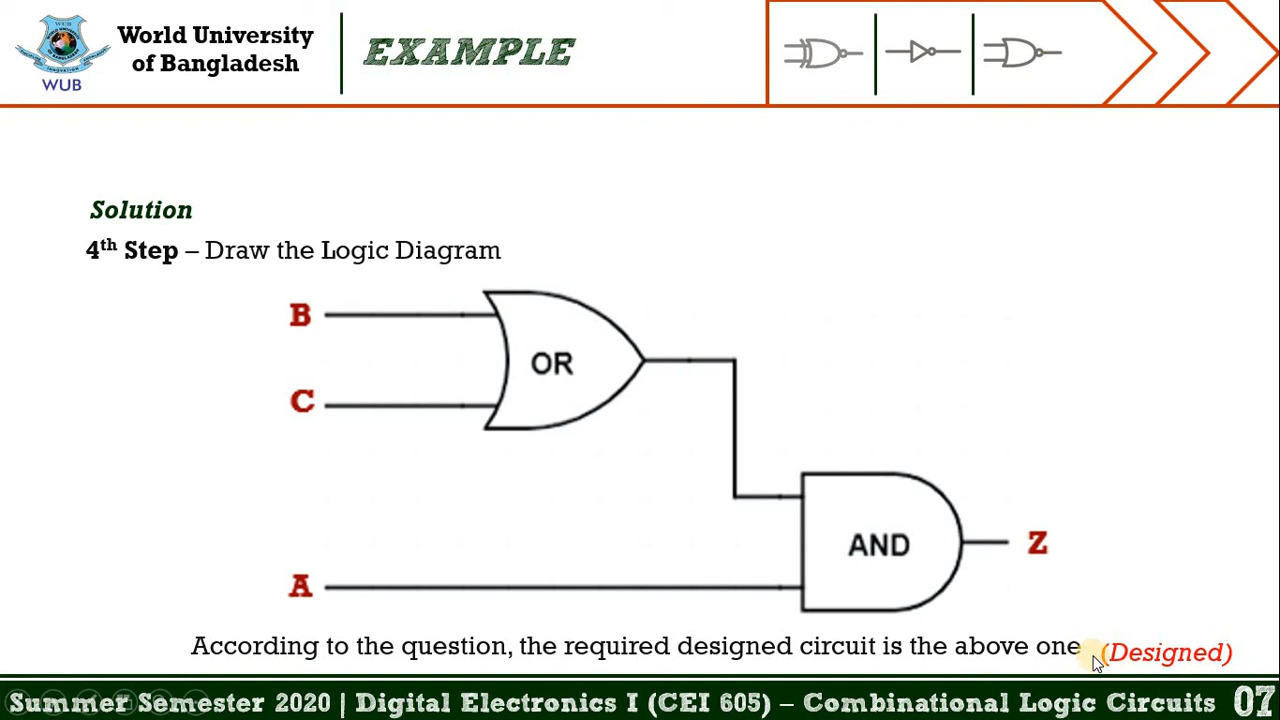 World University
of Bangladesh
WUB
EXAMPLE
Solution
4th Step – Draw the Logic Diagram
B
OR
C
AND
Z
A
According to the question, the required designed circuit is the above one
(Designed)
Summer Semester 2020 | Digital Electronics I (CEI 605) – Combinational Logic Circuits 07